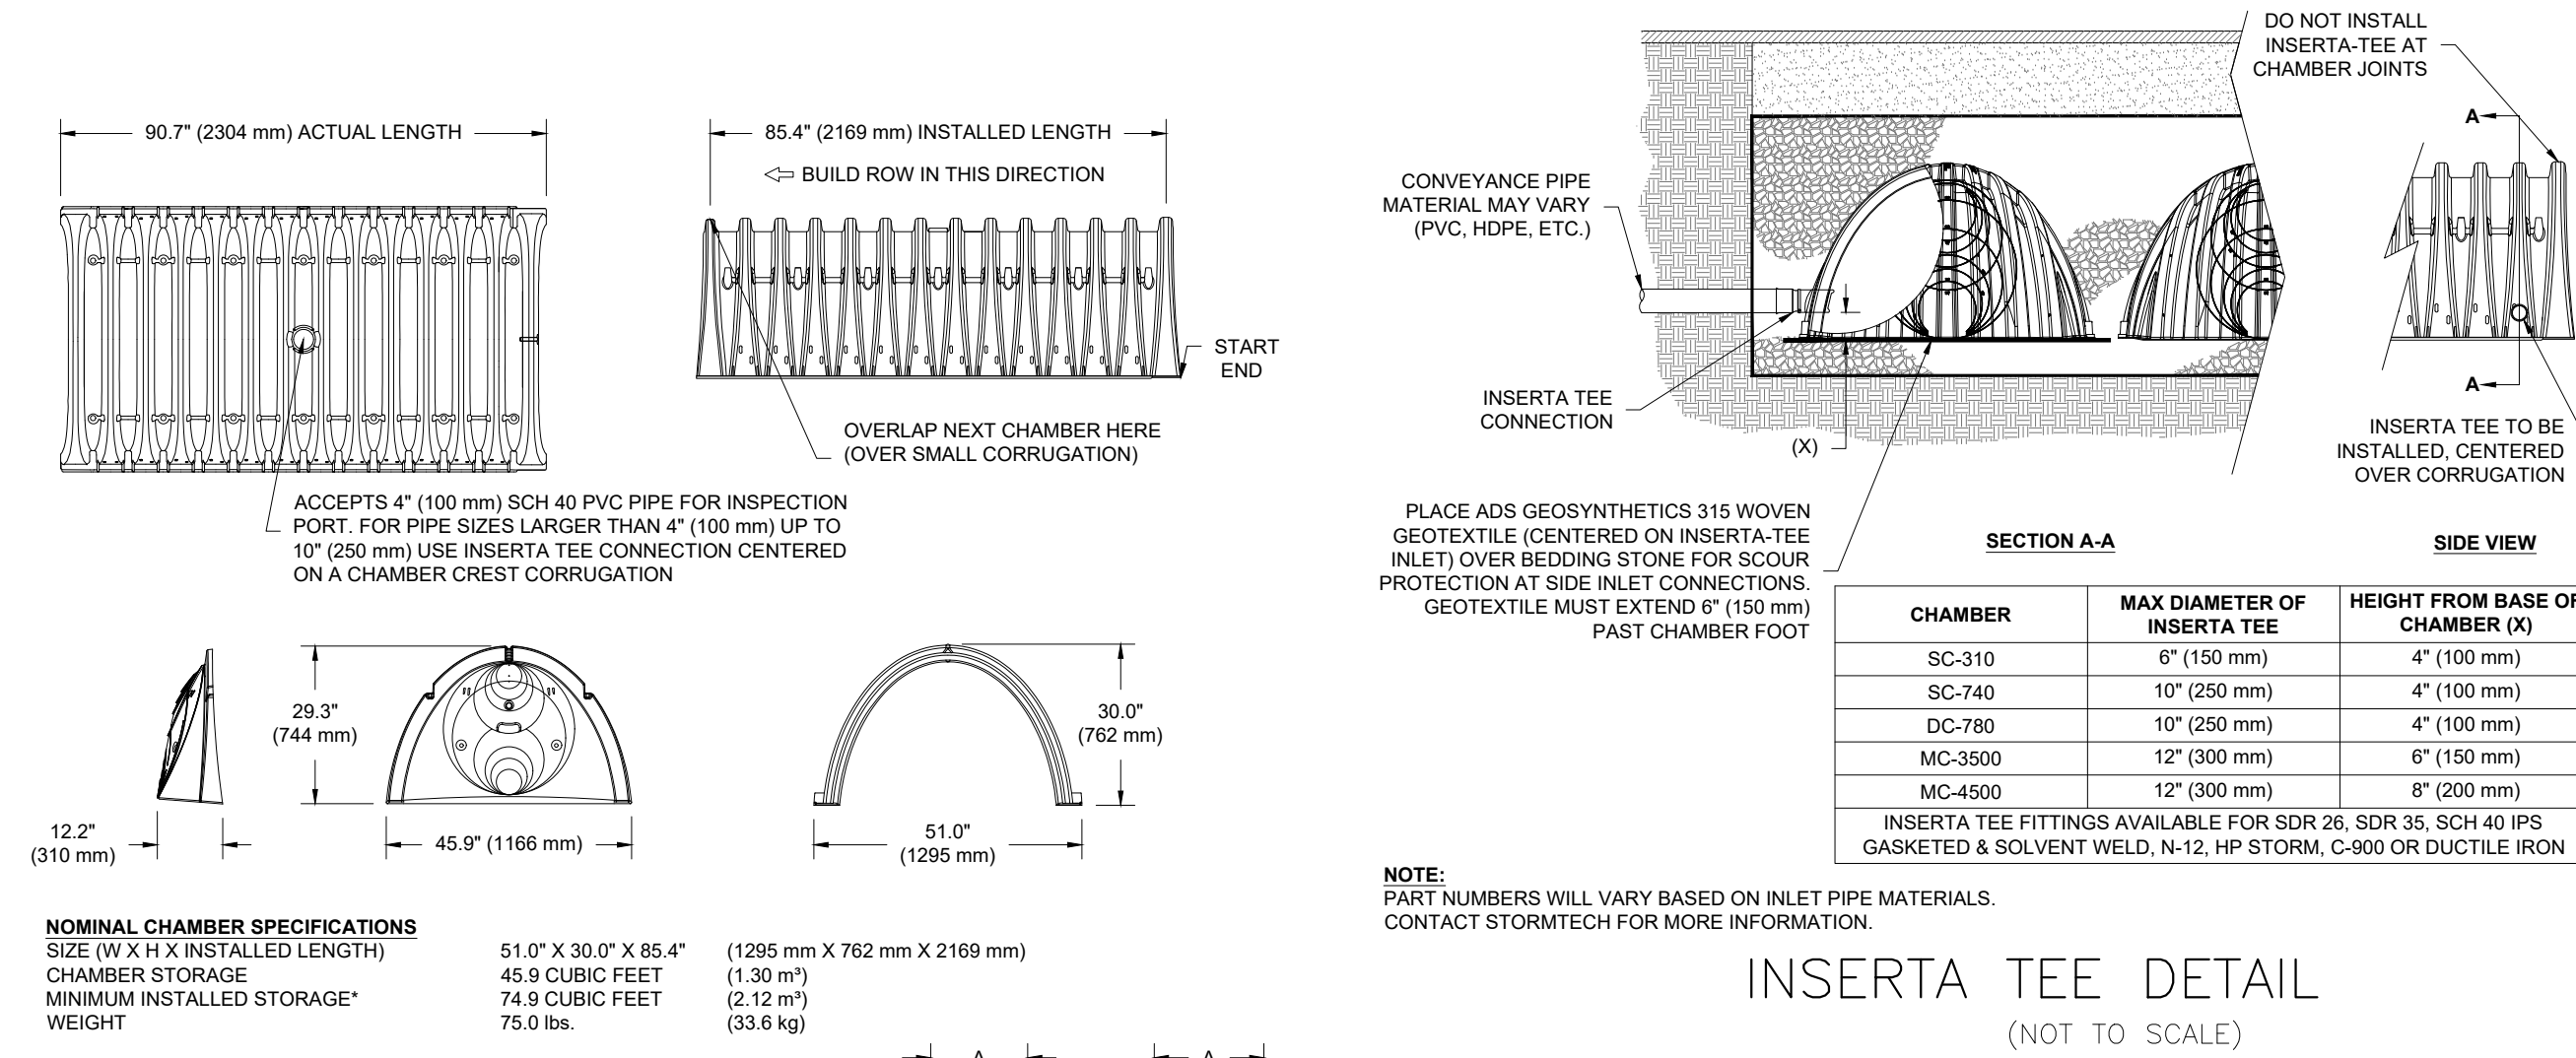 90.7" (2304 mm) ACTUAL LENGTH
85.4" (2169 mm) INSTALLED LENGTH
BUILD ROW IN THIS DIRECTION
START
END
OVERLAP NEXT CHAMBER HERE
(OVER SMALL CORRUGATION)
ACCEPTS 4" (100 mm) SCH 40 PVC PIPE FOR INSPECTION
PORT. FOR PIPE SIZES LARGER THAN 4" (100 mm) UP TO
10" (250 mm) USE INSERTA TEE CONNECTION CENTERED
ON A CHAMBER CREST CORRUGATION
12.2"
(310 mm)
29.3"
(744 mm)
45.9" (1166 mm)
30.0"
(762 mm)
51.0"
(1295 mm)
NOMINAL CHAMBER SPECIFICATIONS
SIZE (W X H X INSTALLED LENGTH) 51.0" X 30.0" X 85.4" (1295 mm X 762 mm X 2169 mm)
CHAMBER STORAGE 45.9 CUBIC FEET (1.30 m³)
MINIMUM INSTALLED STORAGE* 74.9 CUBIC FEET (2.12 m³)
WEIGHT 75.0 lbs. (33.6 kg)
A A
DO NOT INSTALL
INSERTA-TEE AT
CHAMBER JOINTS
CONVEYANCE PIPE
MATERIAL MAY VARY
(PVC, HDPE, ETC.)
INSERTA TEE
CONNECTION
(X)
A
A
INSERTA TEE TO BE
INSTALLED, CENTERED
OVER CORRUGATION
PLACE ADS GEOSYNTHETICS 315 WOVEN
GEOTEXTILE (CENTERED ON INSERTA-TEE
INLET) OVER BEDDING STONE FOR SCOUR
PROTECTION AT SIDE INLET CONNECTIONS.
GEOTEXTILE MUST EXTEND 6" (150 mm)
PAST CHAMBER FOOT
SECTION A-A
SIDE VIEW
CHAMBER MAX DIAMETER OF INSERTA TEE HEIGHT FROM BASE OF CHAMBER (X)
SC-310 6" (150 mm) 4" (100 mm)
SC-740 10" (250 mm) 4" (100 mm)
DC-780 10" (250 mm) 4" (100 mm)
MC-3500 12" (300 mm) 6" (150 mm)
MC-4500 12" (300 mm) 8" (200 mm)
INSERTA TEE FITTINGS AVAILABLE FOR SDR 26, SDR 35, SCH 40 IPS
GASKETED & SOLVENT WELD, N-12, HP STORM, C-900 OR DUCTILE IRON
NOTE:
PART NUMBERS WILL VARY BASED ON INLET PIPE MATERIALS.
CONTACT STORMTECH FOR MORE INFORMATION.
INSERTA TEE DETAIL
(NOT TO SCALE)